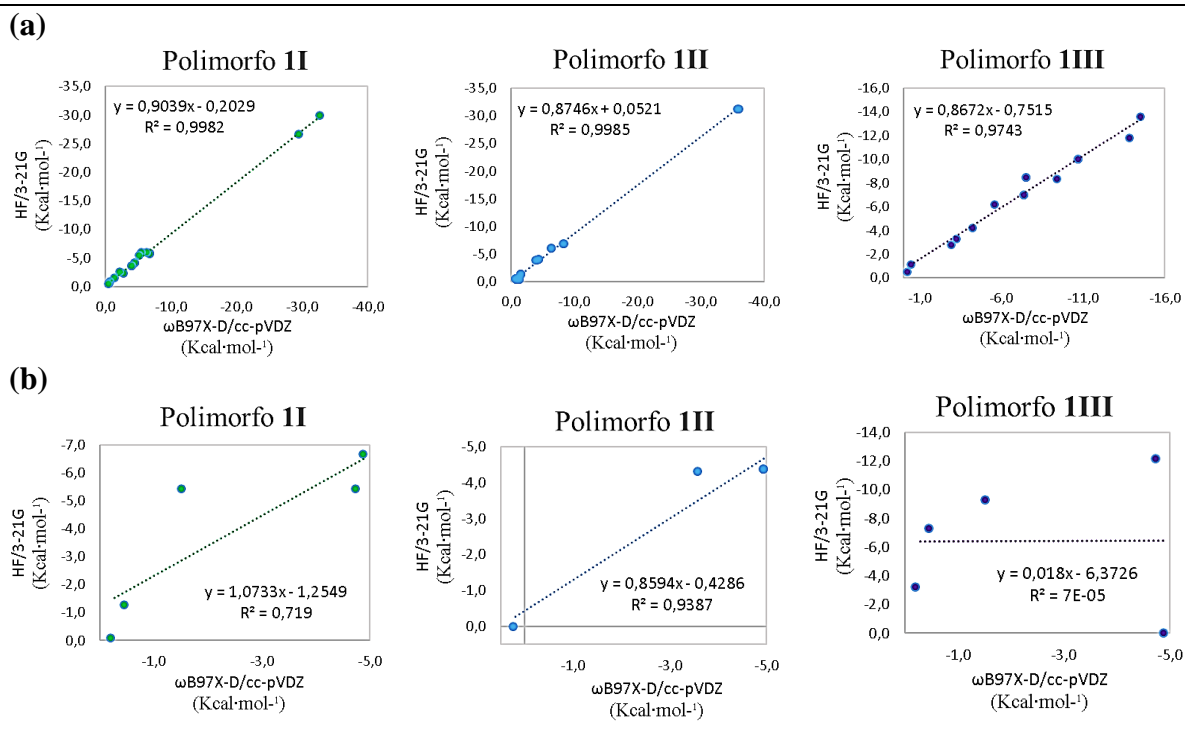 (a)
Polimorfo 1I
y = 0,9039x - 0,2029
R² = 0,9982
HF/3-21G
(Kcal·mol-¹)
-35,0
-30,0
-25,0
-20,0
-15,0
-10,0
-5,0
0,0
0,0 -10,0 -20,0 -30,0 -40,0
ωB97X-D/cc-pVDZ
(Kcal·mol-¹)
Polimorfo 1II
y = 0,8746x + 0,0521
R² = 0,9985
HF/3-21G
(Kcal·mol-¹)
-35,0
-30,0
-25,0
-20,0
-15,0
-10,0
-5,0
0,0
0,0 -10,0 -20,0 -30,0 -40,0
ωB97X-D/cc-pVDZ
(Kcal·mol-¹)
Polimorfo 1III
y = 0,8672x - 0,7515
R² = 0,9743
HF/3-21G
(Kcal·mol-¹)
-16,0
-14,0
-12,0
-10,0
-8,0
-6,0
-4,0
-2,0
0,0
-1,0 -6,0 -11,0 -16,0
ωB97X-D/cc-pVDZ
(Kcal·mol-¹)
(b)
Polimorfo 1I
HF/3-21G
(Kcal·mol-¹)
-7,0
-6,0
-5,0
-4,0
-3,0
-2,0
-1,0
0,0
y = 1,0733x - 1,2549
R² = 0,719
-1,0 -3,0 -5,0
ωB97X-D/cc-pVDZ
(Kcal·mol-¹)
Polimorfo 1II
HF/3-21G
(Kcal·mol-¹)
-5,0
-4,0
-3,0
-2,0
-1,0
0,0
y = 0,8594x - 0,4286
R² = 0,9387
-1,0 -3,0 -5,0
ωB97X-D/cc-pVDZ
(Kcal·mol-¹)
Polimorfo 1III
HF/3-21G
(Kcal·mol-¹)
-14,0
-12,0
-10,0
-8,0
-6,0
-4,0
-2,0
0,0
y = 0,018x - 6,3726
R² = 7E-05
-1,0 -3,0 -5,0
ωB97X-D/cc-pVDZ
(Kcal·mol-¹)